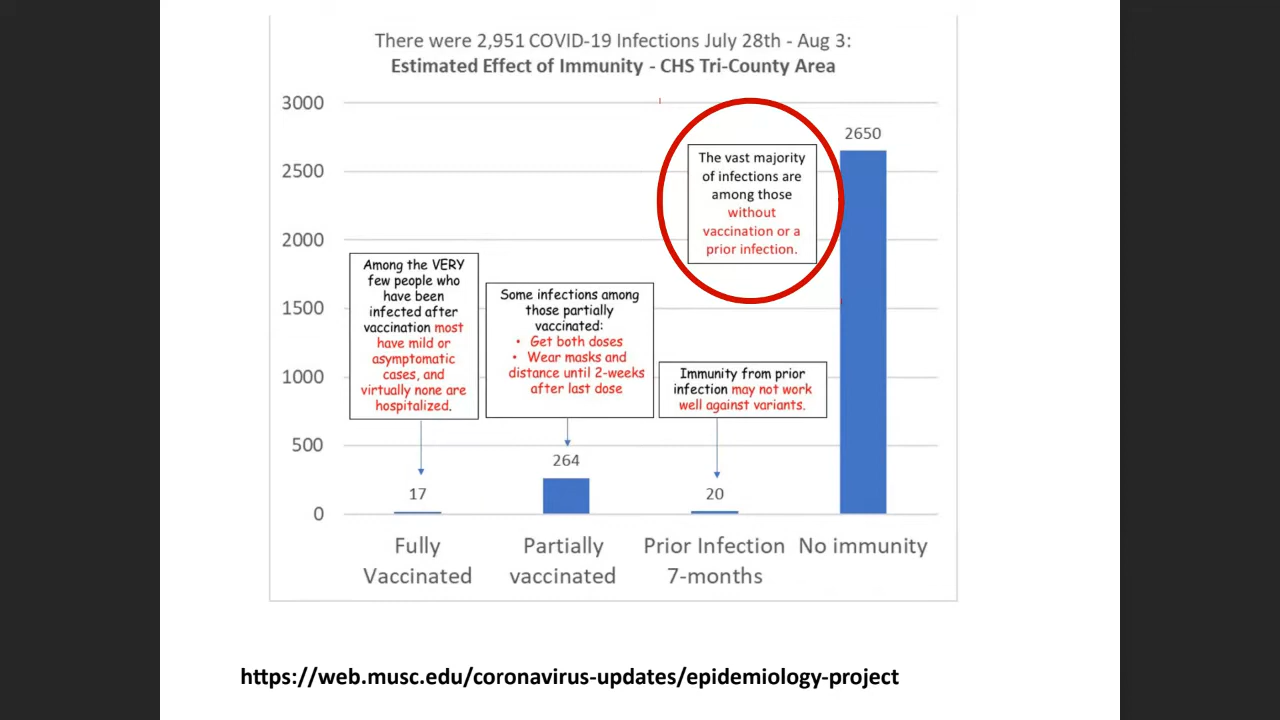 There were 2,951 COVID-19 Infections July 28th - Aug 3:
Estimated Effect of Immunity - CHS Tri-County Area
3000
2500
2000
1500
1000
500
0
Among the VERY
few people who
have been
infected after
vaccination most
have mild or
asymptomatic
cases, and
virtually none are
hospitalized.
Some infections among
those partially
vaccinated:
• Get both doses
• Wear masks and
distance until 2-weeks
after last dose
Immunity from prior
infection may not work
well against variants.
The vast majority
of infections are
among those
without
vaccination or a
prior infection.
17
264
20
2650
Fully
Vaccinated
Partially
vaccinated
Prior Infection
7-months
No immunity
https://web.musc.edu/coronavirus-updates/epidemiology-project